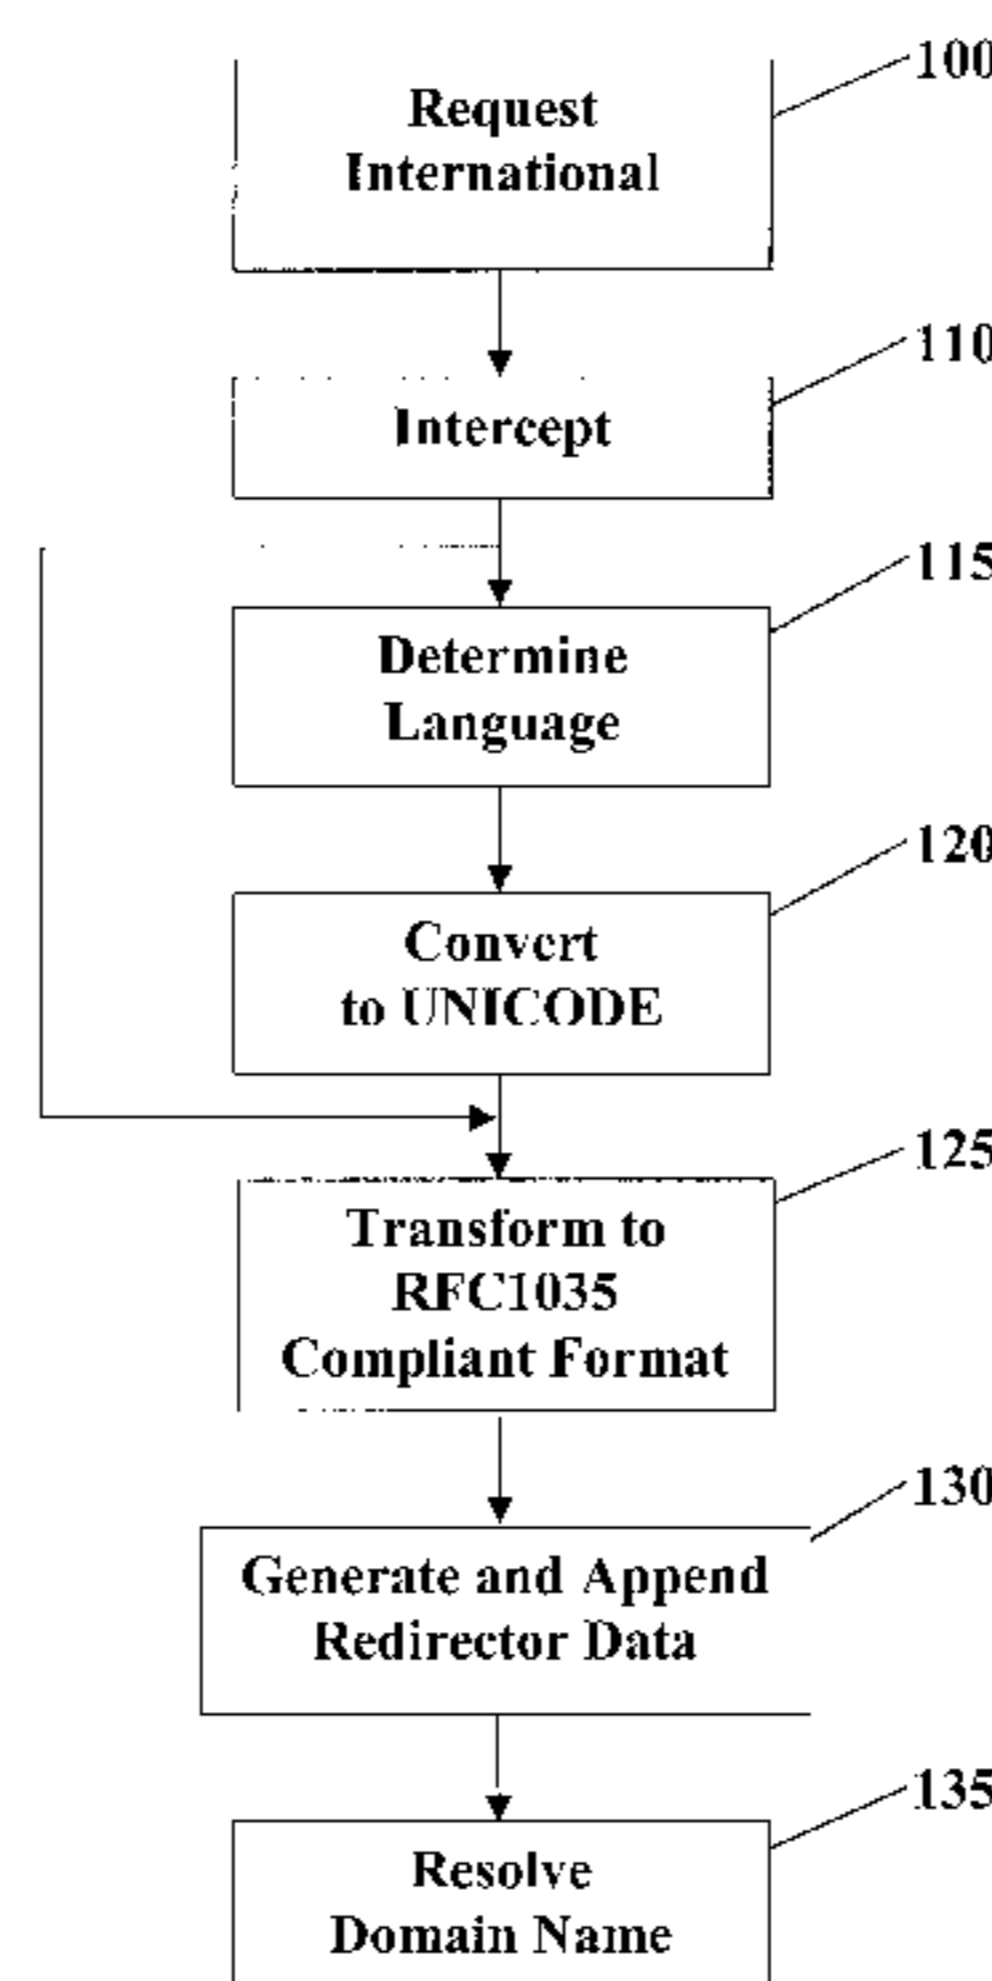 100
Request
International
110
Intercept
115
Determine
Language
120
Convert
to UNICODE
125
Transform to
RFC1035
Compliant Format
130
Generate and Append
Redirector Data
135
Resolve
Domain Name